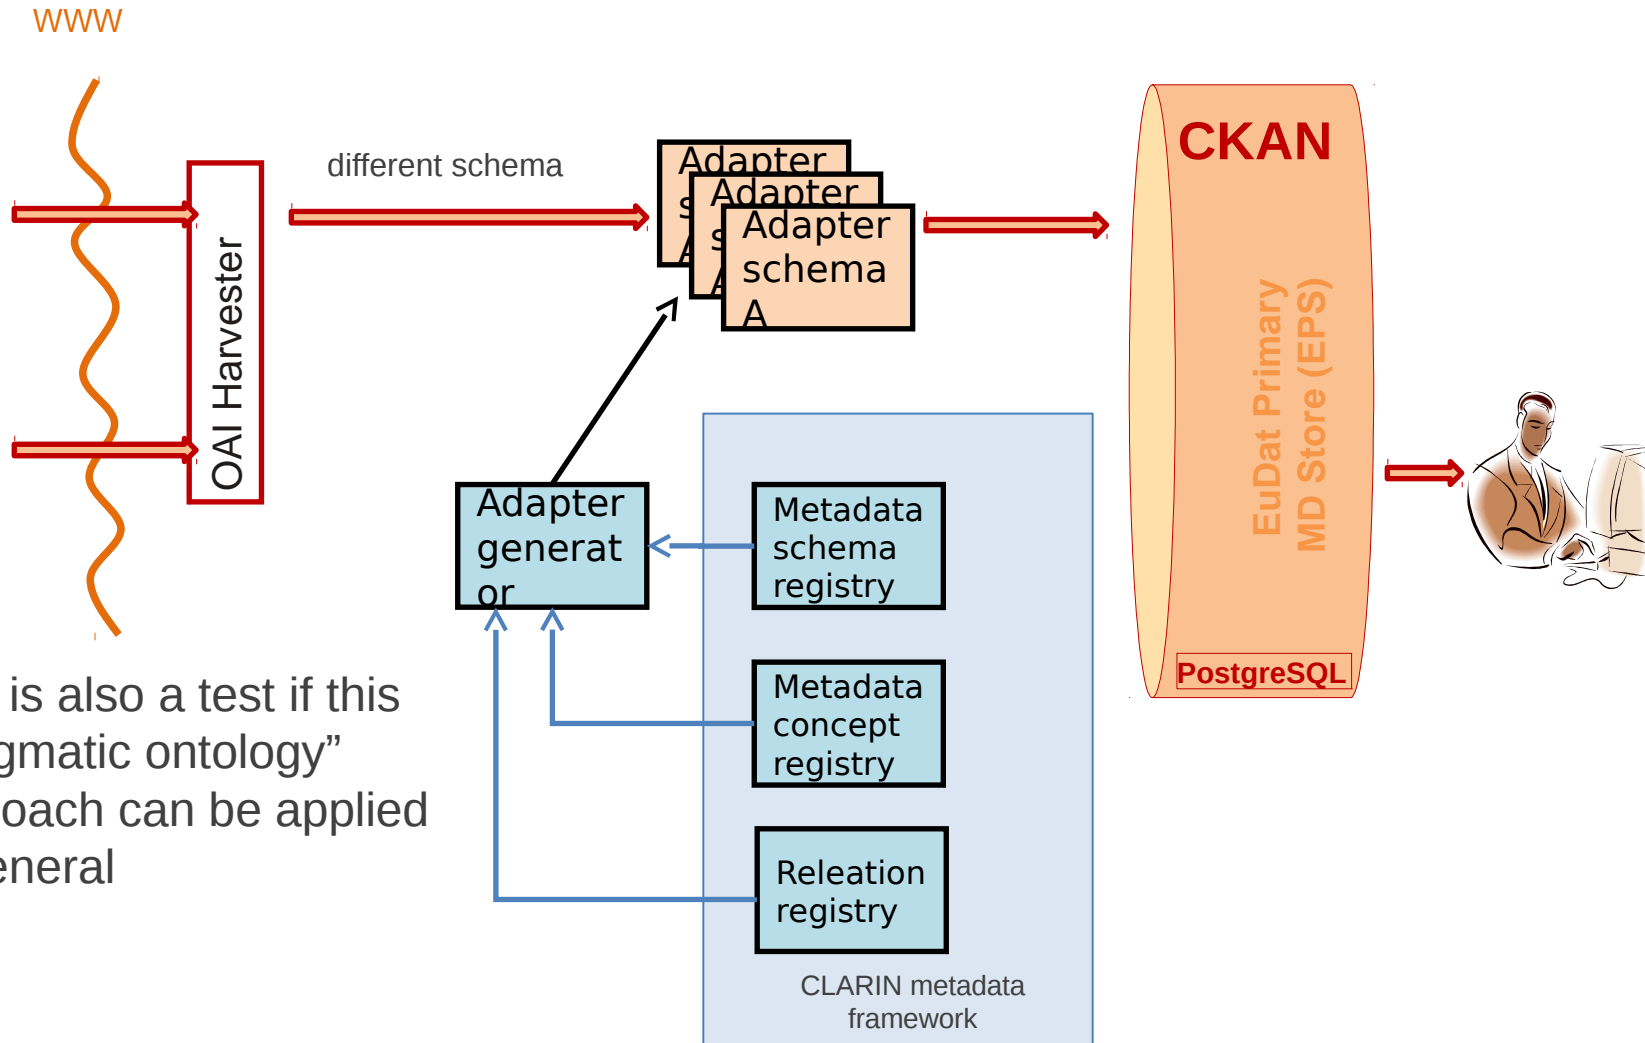 www
different schema
OAI Harvester
Adapter
Adapter
Adapter
schema
A
CKAN
EuDat Primary
MD Store (EPS)
PostgreSQL
Adapter
generat
or
Metadata
schema
registry
Metadata
concept
registry
Releation
registry
CLARIN metadata
framework
is also a test if this
gmatic ontology”
oach can be applied
eneral